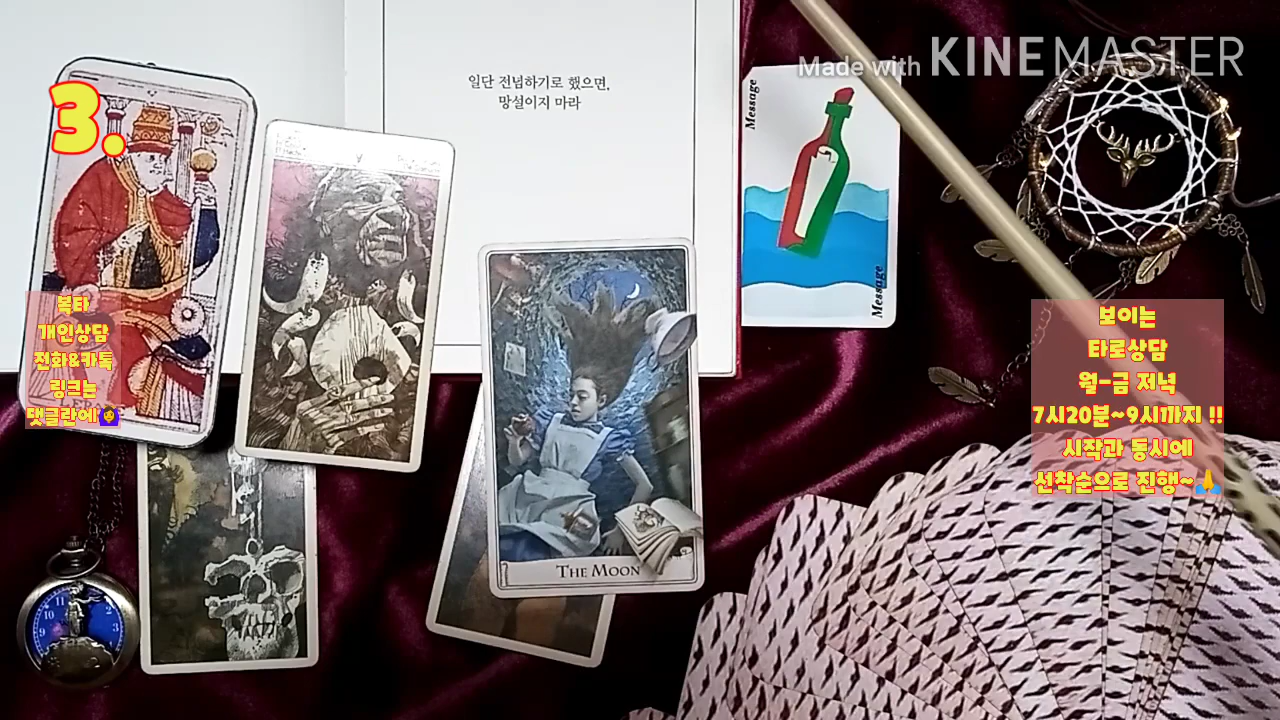 Made with KINEMASTER
3.
일단 전념하기로 했으면,
망설이지 마라
Message
Message
V
THE MOON
복타
개인상담
전화&카톡
링크는
댓글란에🙋‍♀️
보이는
타로상담
월-금 저녁
7시20분~9시까지 !!
시작과 동시에
선착순으로 진행~🙏